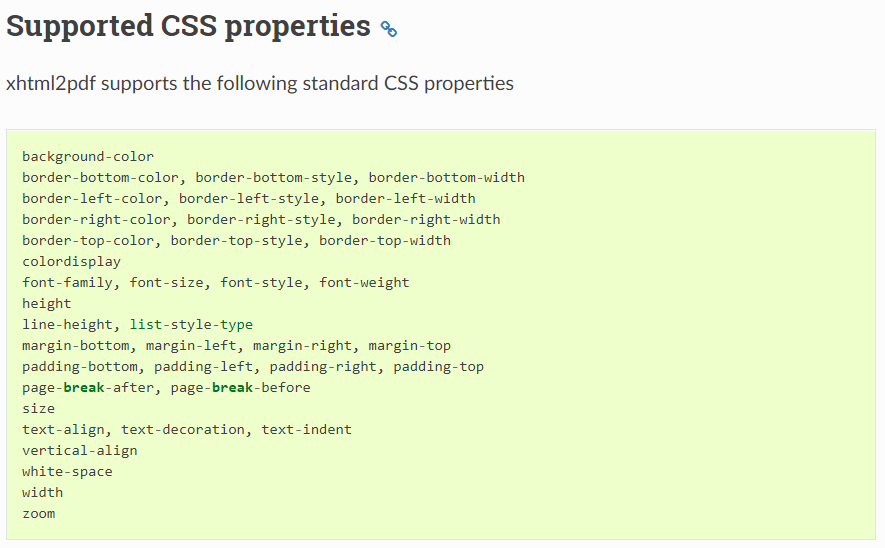 Supported CSS properties
xhtml2pdf supports the following standard CSS properties
background-color
border-bottom-color, border-bottom-style, border-bottom-width
border-left-color, border-left-style, border-left-width
border-right-color, border-right-style, border-right-width
border-top-color, border-top-style, border-top-width
colordisplay
font-family, font-size, font-style, font-weight
height
line-height, list-style-type
margin-bottom, margin-left, margin-right, margin-top
padding-bottom, padding-left, padding-right, padding-top
page-break-after, page-break-before
size
text-align, text-decoration, text-indent
vertical-align
white-space
width
zoom